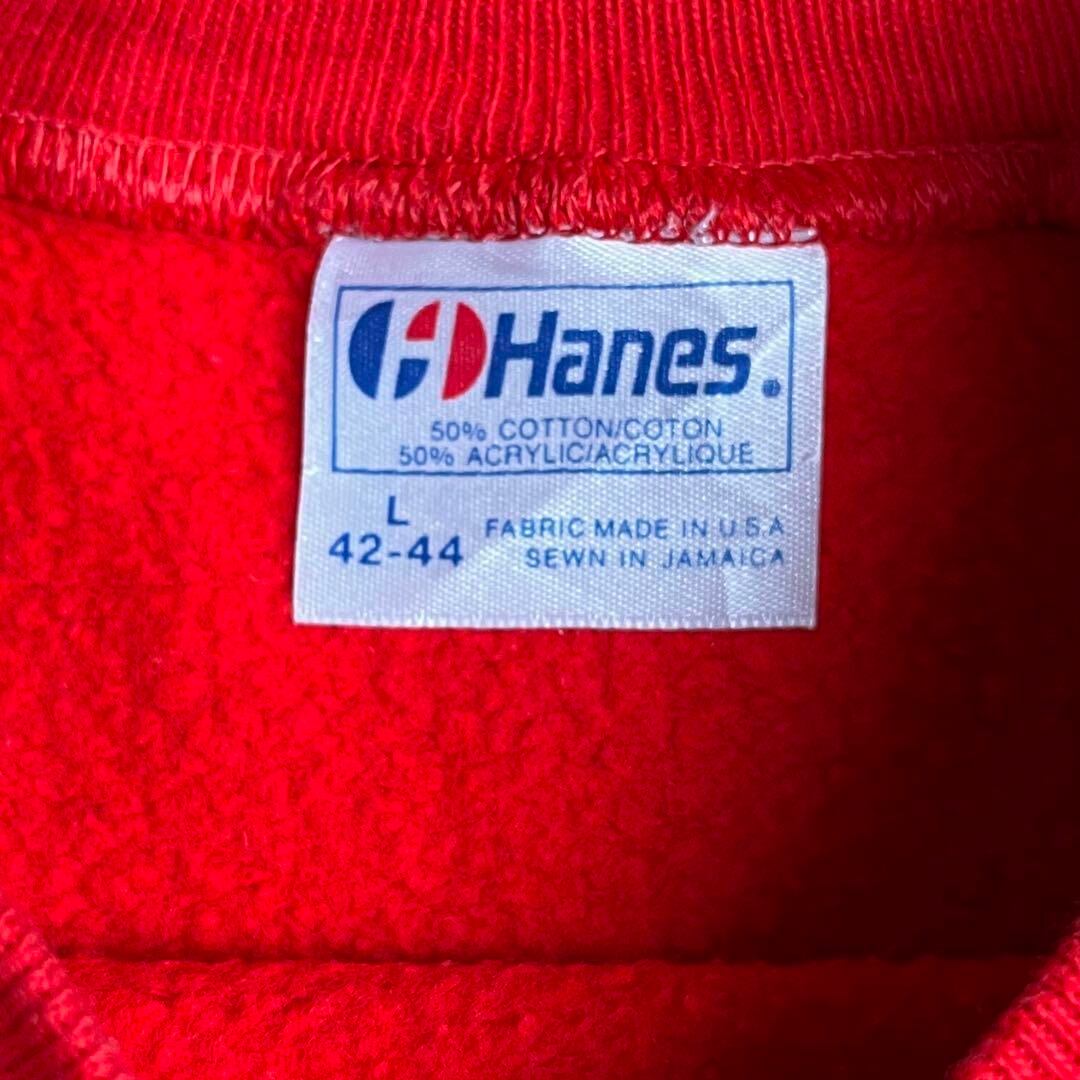 Hanes.
50% COTTON/COTON
50% ACRYLIC/ACRYLIQUE
L
42-44
FABRIC MADE IN U.S.A
SEWN IN JAMAICA